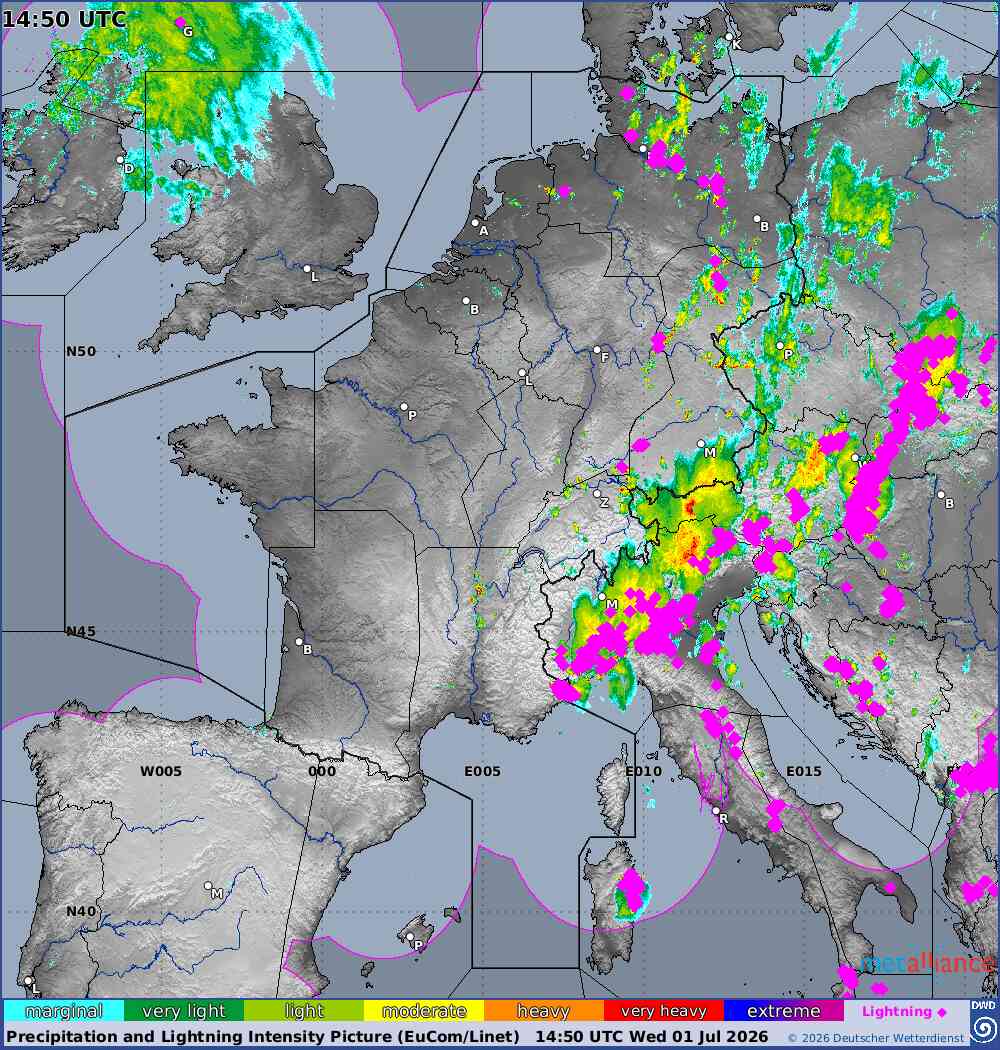 14:50 UTC
G
K
D
A
B
L
B
N50
F
P
L
P
M
Z
B
M
N45
B
W005
000
E005
E010
E015
R
M
N40
P
L
metalliance
marginal very light light moderate heavy very heavy extreme Lightning
DWD
Precipitation and Lightning Intensity Picture (EuCom/Linet) 14:50 UTC Wed 01 Jul 2026 © 2026 Deutscher Wetterdienst